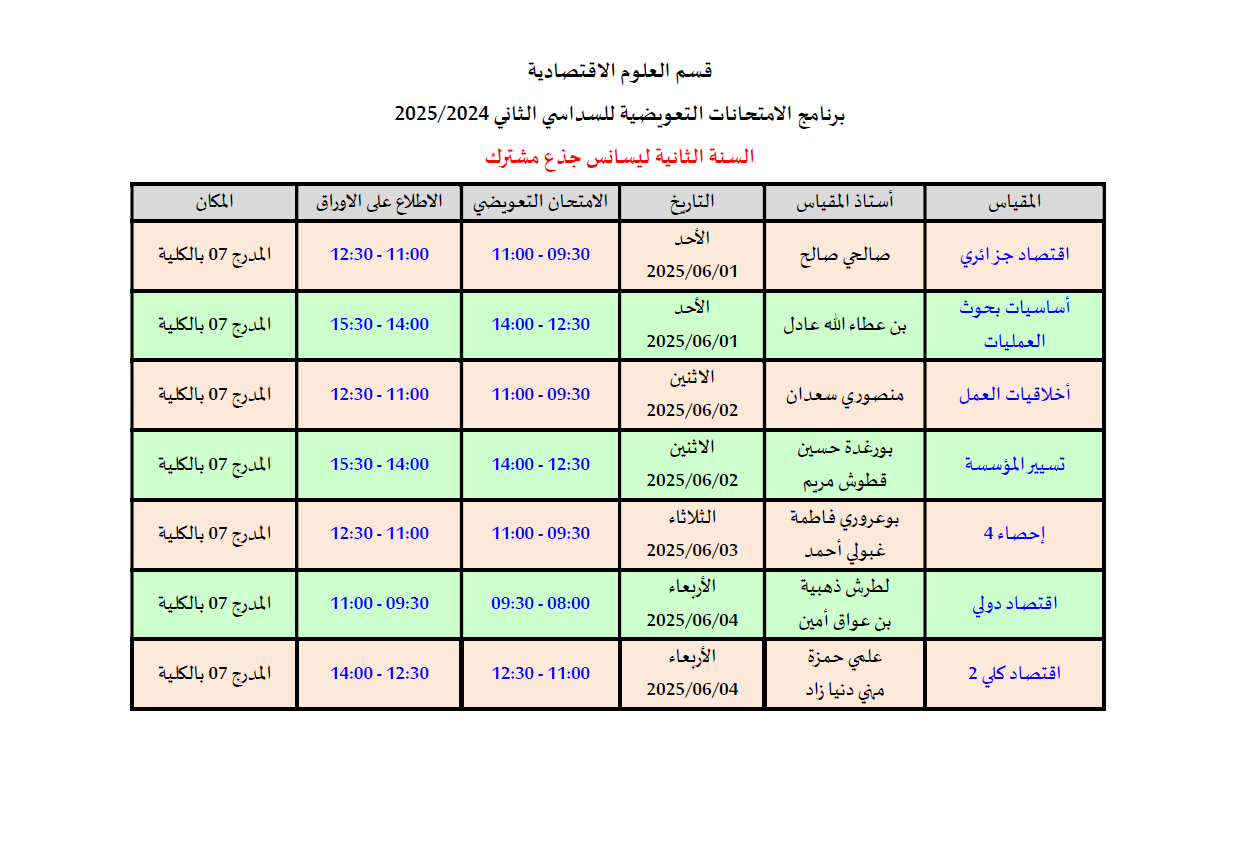 قسم العلوم الاقتصادية
برنامج الامتحانات التعويضية للسداسي الثاني 2025/2024
السنة الثانية ليسانس جذع مشترك
المقياس أستاذ المقياس التاريخ الامتحان التعويضي الاطلاع على الاوراق المكان
اقتصاد جزائري صالحي صالح الأحد 2025/06/01 09:30 - 11:00 11:00 - 12:30 المدرج 07 بالكلية
أساسيات بحوث العمليات بن عطاء الله عادل الأحد 2025/06/01 12:30 - 14:00 14:00 - 15:30 المدرج 07 بالكلية
أخلاقيات العمل منصوري سعدان الاثنين 2025/06/02 09:30 - 11:00 11:00 - 12:30 المدرج 07 بالكلية
تسيير المؤسسة بورغدة حسين قطوش مريم الاثنين 2025/06/02 12:30 - 14:00 14:00 - 15:30 المدرج 07 بالكلية
إحصاء 4 بوعروري فاطمة غبولي أحمد الثلاثاء 2025/06/03 09:30 - 11:00 11:00 - 12:30 المدرج 07 بالكلية
اقتصاد دولي لطرش ذهبية بن عواق أمين الأربعاء 2025/06/04 08:00 - 09:30 09:30 - 11:00 المدرج 07 بالكلية
اقتصاد كلي 2 علمي حمزة مهني دنيا زاد الأربعاء 2025/06/04 11:00 - 12:30 12:30 - 14:00 المدرج 07 بالكلية